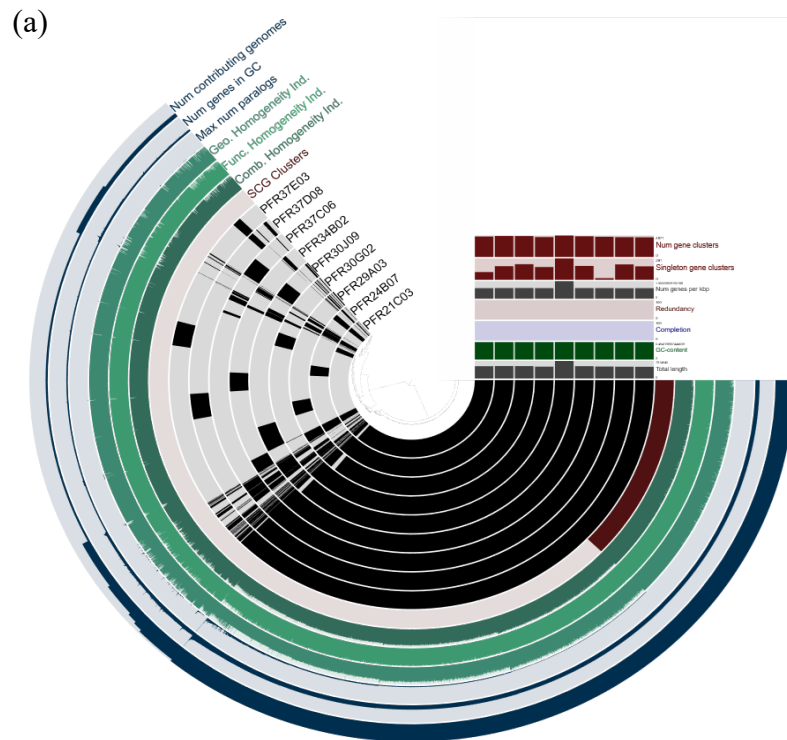 (a)
Num contributing genomes
Num genes in GC
Max num paralogs
Geo. Homogeneity Ind.
Func. Homogeneity Ind.
Comb. Homogeneity Ind.
SCG Clusters
PFR37E03
PFR37D08
PFR37C06
PFR34B02
PFR30J09
PFR30G02
PFR29A03
PFR24B07
PFR21C03
Num gene clusters
Singleton gene clusters
Num genes per kbp
Redundancy
Completion
GC-content
Total length